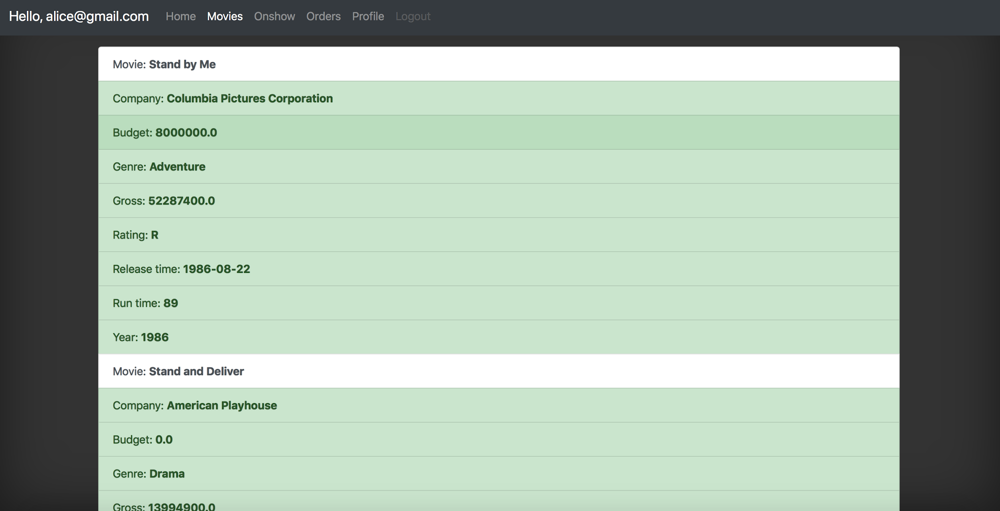 Hello, alice@gmail.com Home Movies Onshow Orders Profile Logout
Movie: Stand by Me
Company: Columbia Pictures Corporation
Budget: 8000000.0
Genre: Adventure
Gross: 52287400.0
Rating: R
Release time: 1986-08-22
Run time: 89
Year: 1986
Movie: Stand and Deliver
Company: American Playhouse
Budget: 0.0
Genre: Drama
Gross: 13994900.0